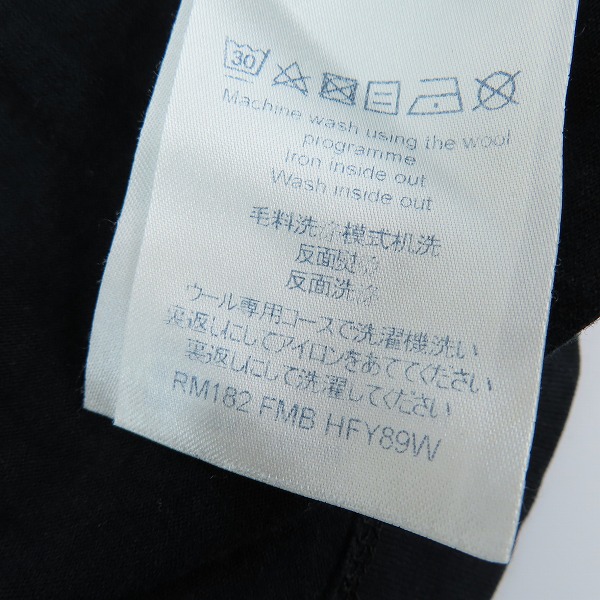 30
Machine wash using the wool
programme
Iron inside out
Wash inside out
毛料洗涤模式机洗
反面
反面洗涤
ウール専用コースで洗濯機洗い
裏返しにしてアイロンをあててください
裏返しにして洗濯してください
RM182 FMB HFY89W